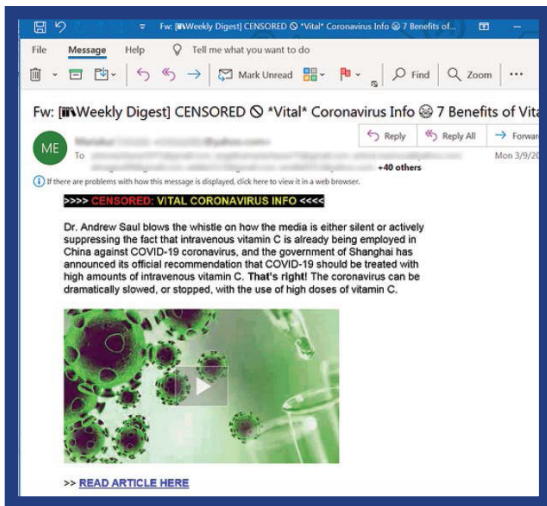 Fw: [Weekly Digest] CENSORED 🚫 *Vital* Coronavirus Info 😷 7 Benefits of...
File Message Help Tell me what you want to do
Mark Unread Find Zoom ...
Fw: [Weekly Digest] CENSORED 🚫 *Vital* Coronavirus Info 😷 7 Benefits of Vita
Reply Reply All Forward
ME
To +40 others
Mon 3/9/20
If there are problems with how this message is displayed, click here to view it in a web browser.
>>>> CENSORED: VITAL CORONAVIRUS INFO <<<<
Dr. Andrew Saul blows the whistle on how the media is either silent or actively
suppressing the fact that intravenous vitamin C is already being employed in
China against COVID-19 coronavirus, and the government of Shanghai has
announced its official recommendation that COVID-19 should be treated with
high amounts of intravenous vitamin C. That's right! The coronavirus can be
dramatically slowed, or stopped, with the use of high doses of vitamin C.
>> READ ARTICLE HERE